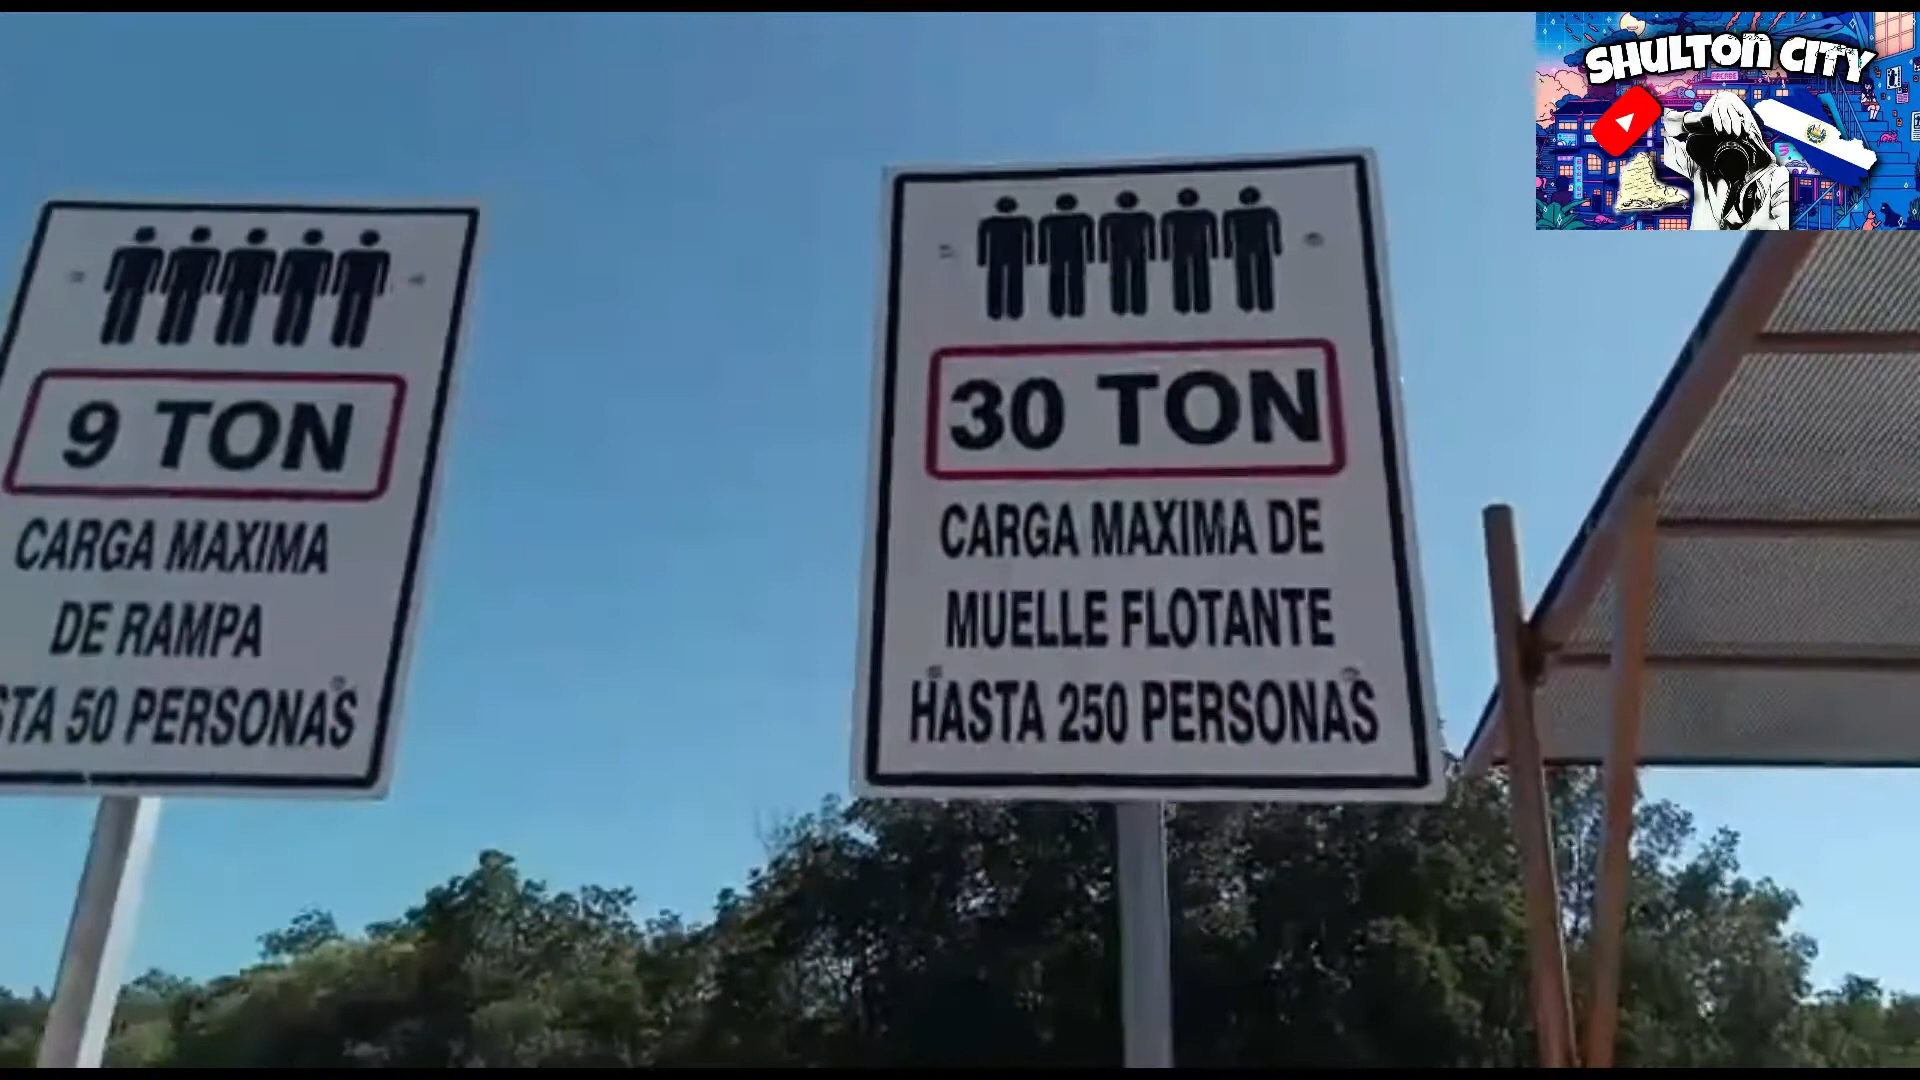 SHULTON CITY
9 TON
CARGA MAXIMA
DE RAMPA
STA 50 PERSONAS
30 TON
CARGA MAXIMA DE
MUELLE FLOTANTE
HASTA 250 PERSONAS